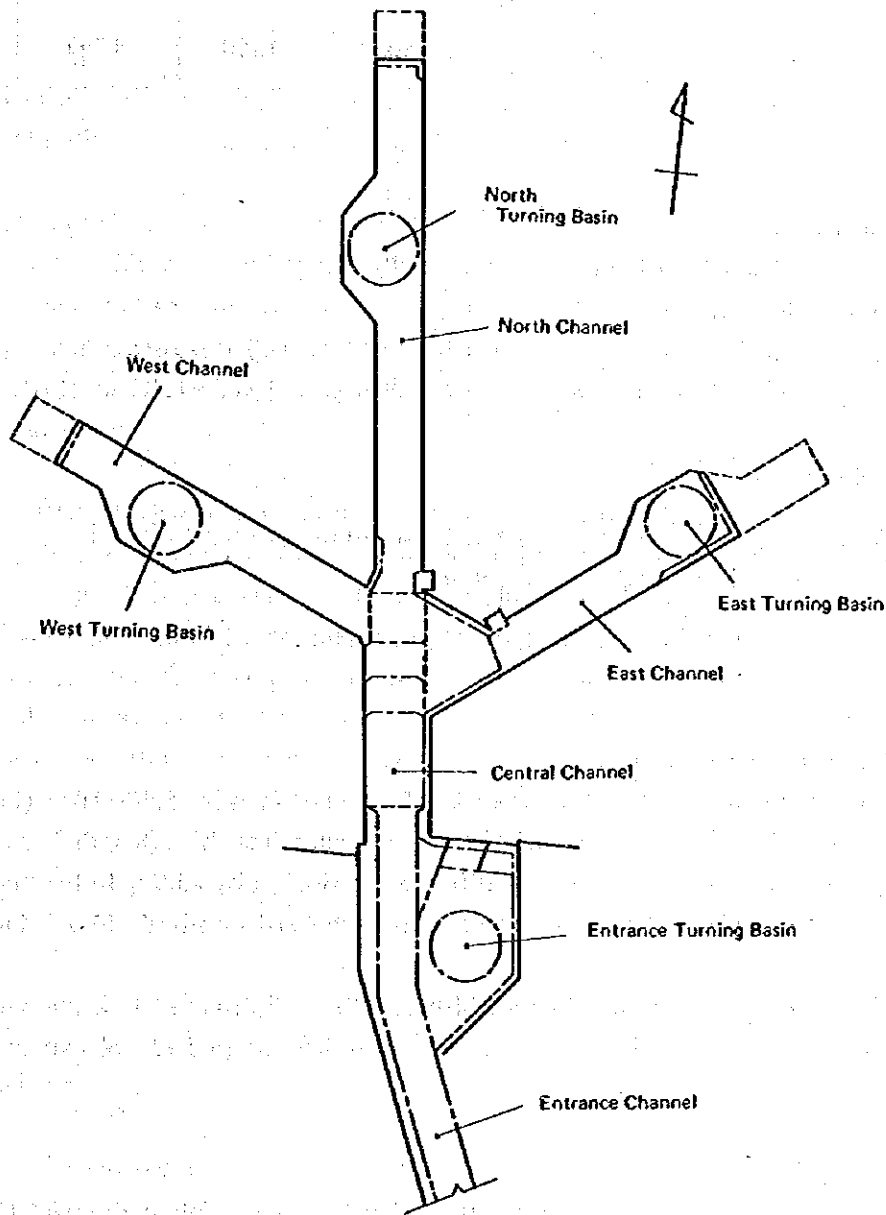 North
Turning Basin
North Channel
West Channel
West Turning Basin
East Turning Basin
East Channel
Central Channel
Entrance Turning Basin
Entrance Channel